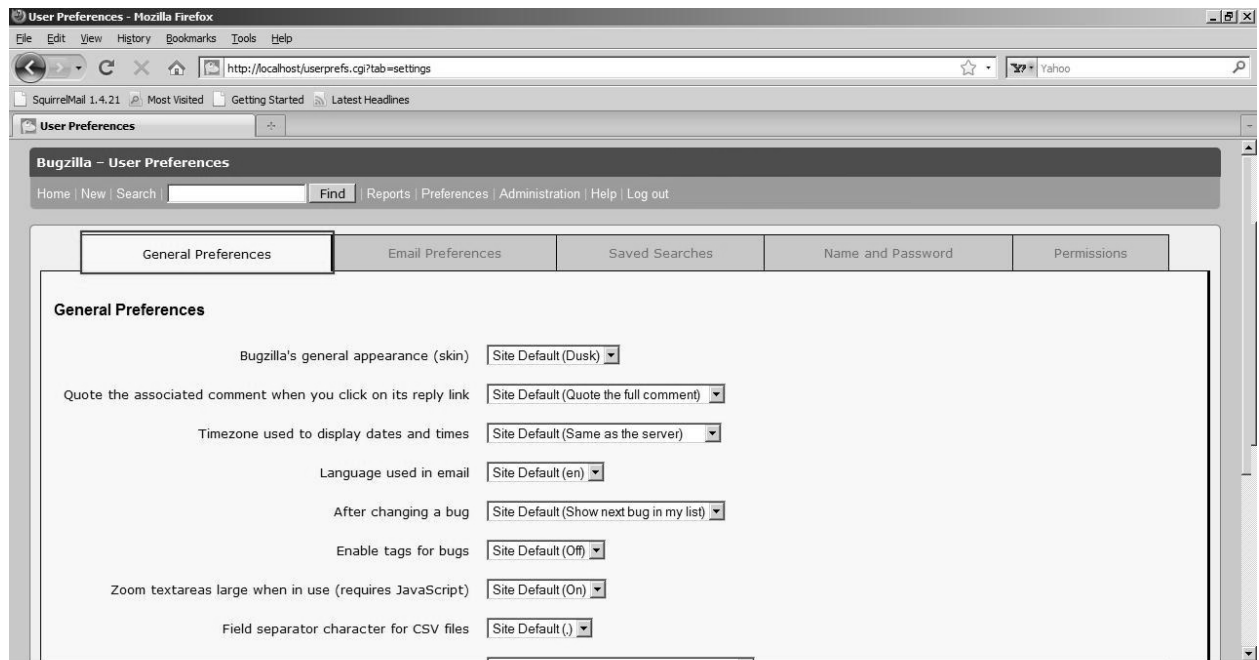 User Preferences - Mozilla Firefox
File Edit View History Bookmarks Tools Help
http://localhost/userprefs.cgi?tab=settings Yahoo
SquirrelMail 1.4.21 Most Visited Getting Started Latest Headlines
User Preferences
Bugzilla – User Preferences
Home | New | Search | Find | Reports | Preferences | Administration | Help | Log out
General Preferences Email Preferences Saved Searches Name and Password Permissions
General Preferences
Bugzilla's general appearance (skin) Site Default (Dusk)
Quote the associated comment when you click on its reply link Site Default (Quote the full comment)
Timezone used to display dates and times Site Default (Same as the server)
Language used in email Site Default (en)
After changing a bug Site Default (Show next bug in my list)
Enable tags for bugs Site Default (Off)
Zoom textareas large when in use (requires JavaScript) Site Default (On)
Field separator character for CSV files Site Default (,)